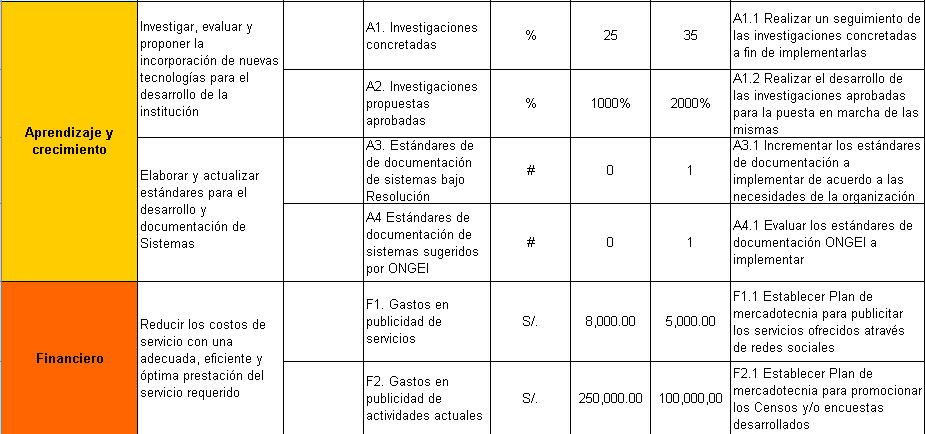 Aprendizaje y
crecimiento
Investigar, evaluar y
proponer la
incorporación de nuevas
tecnologías para el
desarrollo de la
institución
A1. Investigaciones
concretadas
%
25
35
A1.1 Realizar un seguimiento de
las investigaciones concretadas
a fin de implementarlas
A2. Investigaciones
propuestas
aprobadas
%
1000%
2000%
A1.2 Realizar el desarrollo de
las investigaciones aprobadas
para la puesta en marcha de las
mismas
Elaborar y actualizar
estándares para el
desarrollo y
documentación de
Sistemas
A3. Estándares de
de documentación
de sistemas bajo
Resolución
#
0
1
A3.1 Incrementar los estándares
de documentación a
implementar de acuerdo a las
necesidades de la organización
A4 Estándares de
documentación de
sistemas sugeridos
por ONGEI
#
0
1
A4.1 Evaluar los estándares de
documentación ONGEI a
implementar
Financiero
Reducir los costos de
servicio con una
adecuada, eficiente y
óptima prestación del
servicio requerido
F1. Gastos en
publicidad de
servicios
S/.
8,000.00
5,000.00
F1.1 Establecer Plan de
mercadotecnia para publicitar
los servicios ofrecidos através
de redes sociales
F2. Gastos en
publicidad de
actividades actuales
S/.
250,000.00
100,000,00
F2.1 Establecer Plan de
mercadotecnia para promocionar
los Censos y/o encuestas
desarrollados